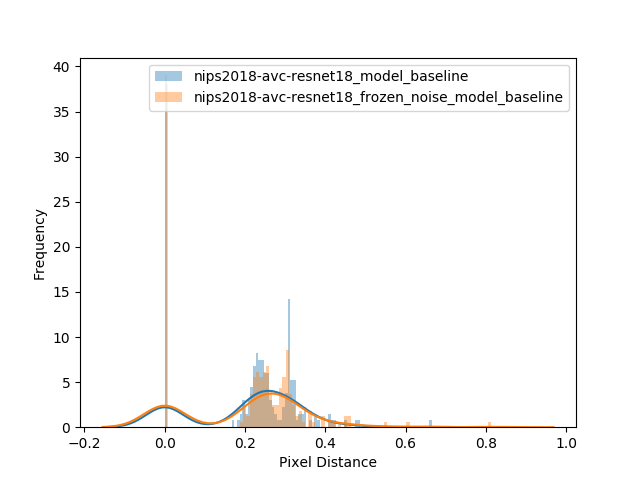 nips2018-avc-resnet18_model_baseline
nips2018-avc-resnet18_frozen_noise_model_baseline
40
35
30
25
20
15
10
5
0
Frequency
−0.2 0.0 0.2 0.4 0.6 0.8 1.0
Pixel Distance